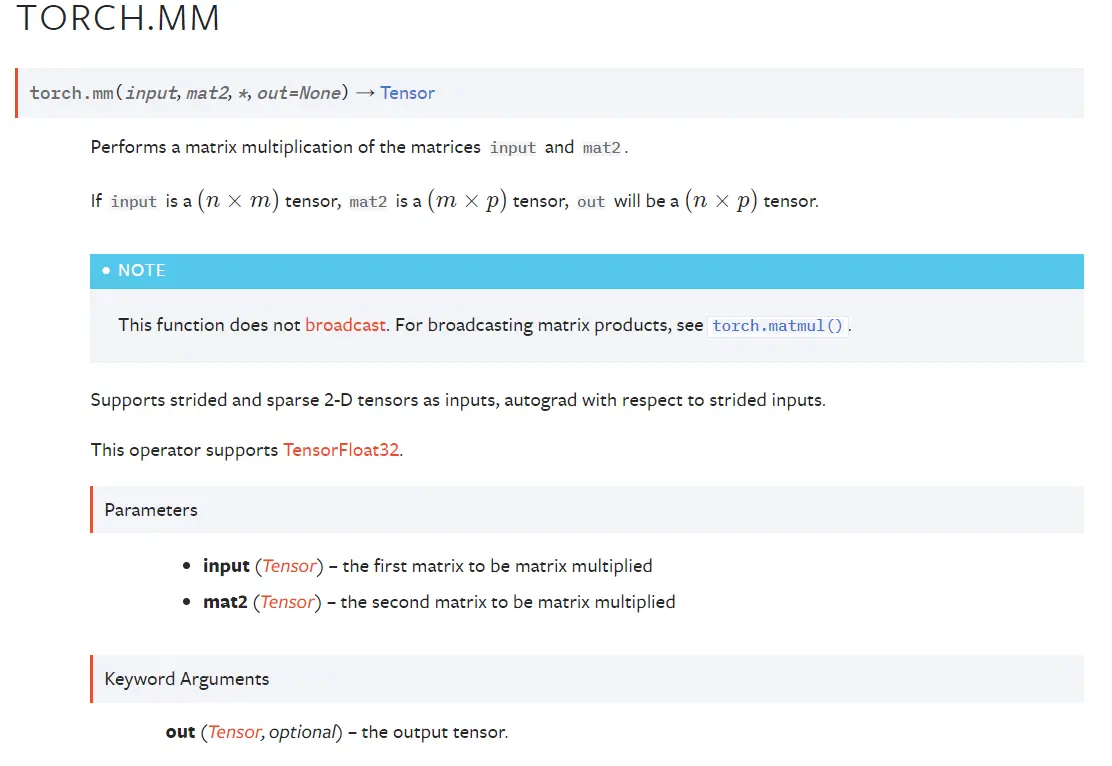 TORCH.MM
torch.mm(input, mat2, *, out=None) → Tensor
Performs a matrix multiplication of the matrices input and mat2.
If input is a (n × m) tensor, mat2 is a (m × p) tensor, out will be a (n × p) tensor.
• NOTE
This function does not broadcast. For broadcasting matrix products, see torch.matmul().
Supports strided and sparse 2-D tensors as inputs, autograd with respect to strided inputs.
This operator supports TensorFloat32.
Parameters
• input (Tensor) – the first matrix to be matrix multiplied
• mat2 (Tensor) – the second matrix to be matrix multiplied
Keyword Arguments
out (Tensor, optional) – the output tensor.